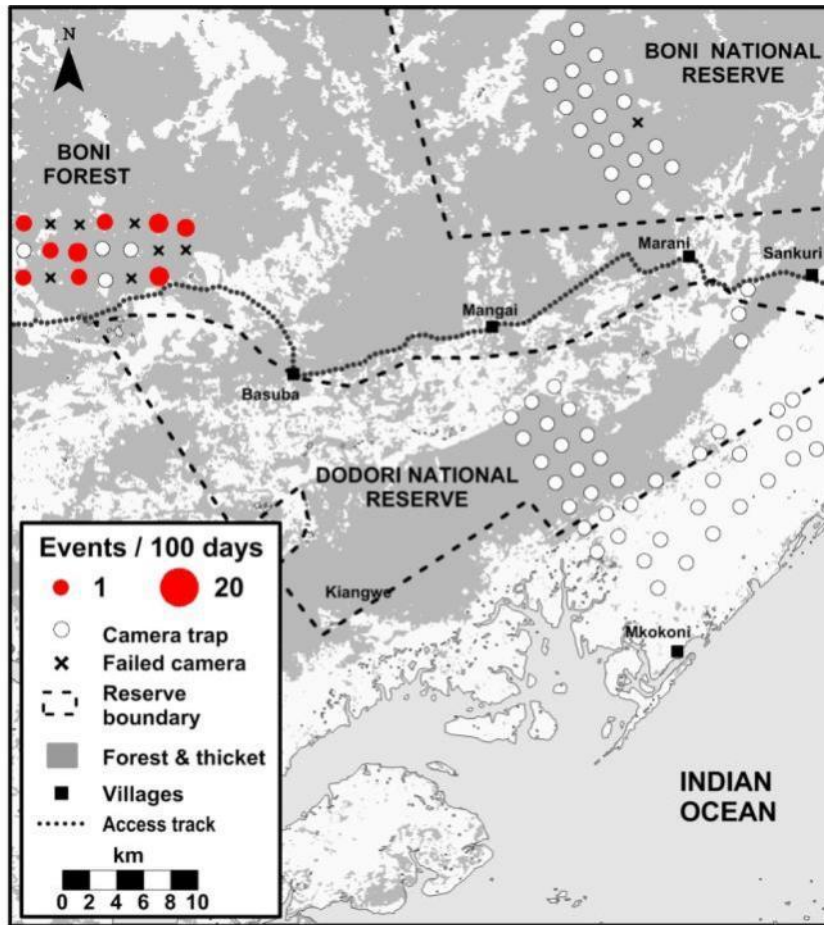 N
BONI NATIONAL
RESERVE
BONI
FOREST
Marani
Sankuri
Mangai
Basuba
DODORI NATIONAL
RESERVE
Kiangwe
Mkokoni
INDIAN
OCEAN
Events / 100 days
1 20
Camera trap
Failed camera
Reserve
boundary
Forest & thicket
Villages
Access track
km
0 2 4 6 8 10